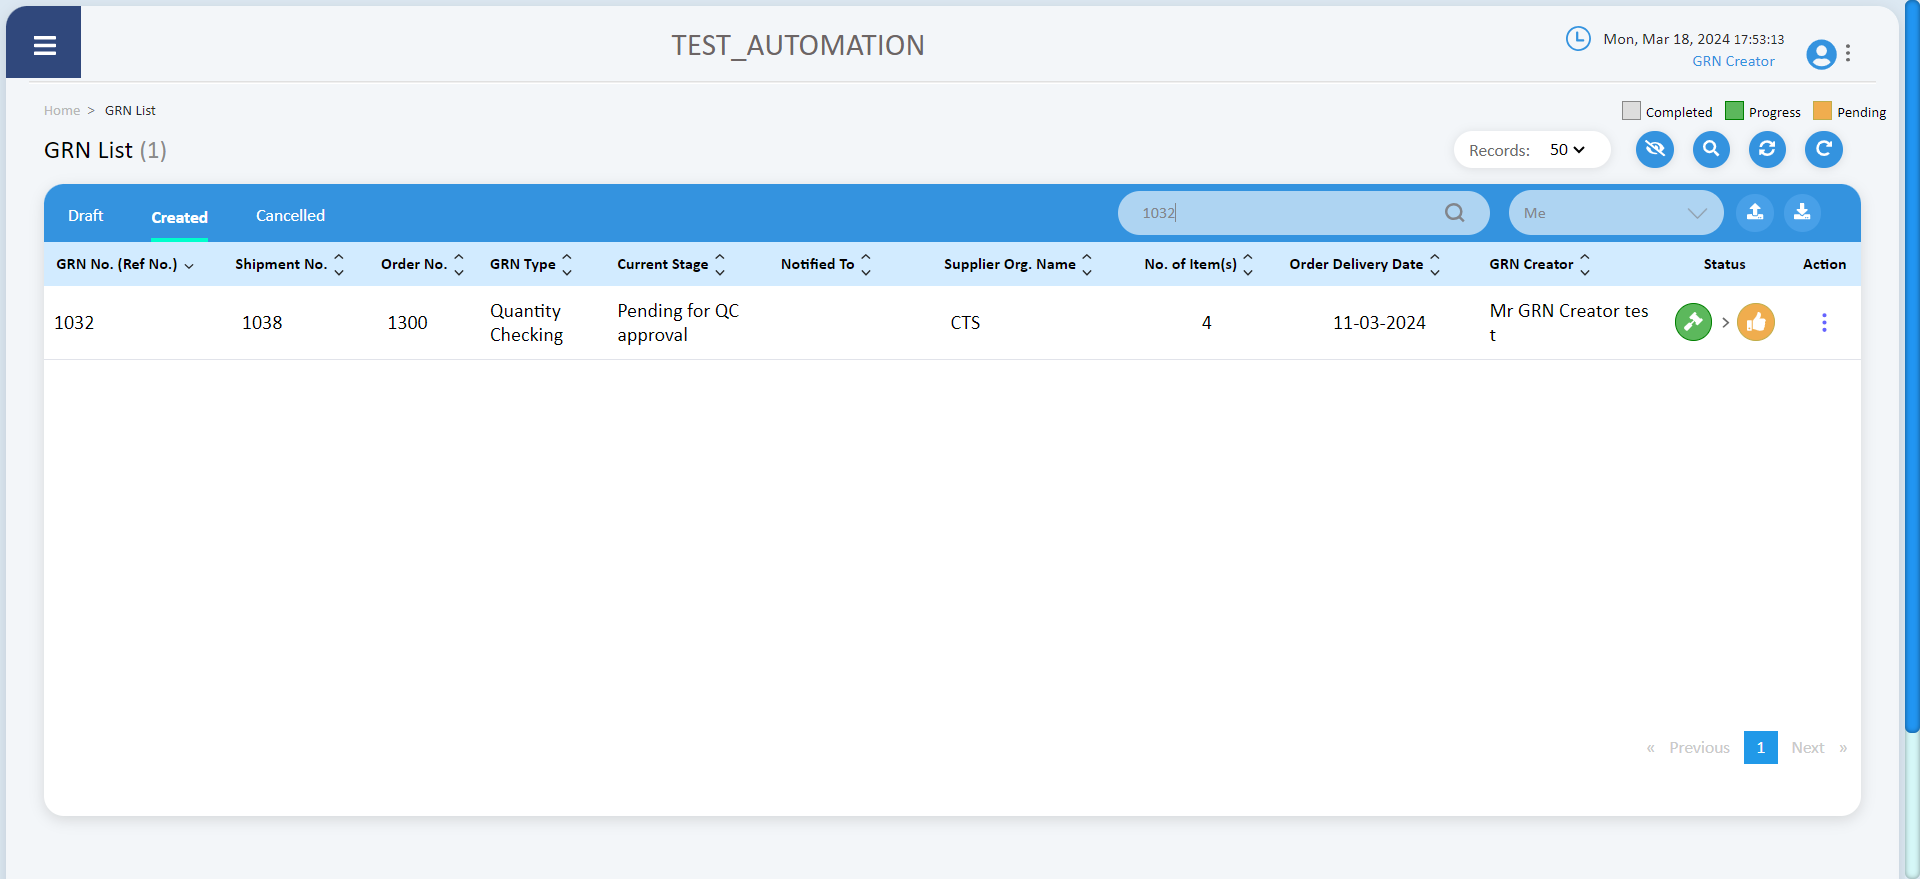 TEST_AUTOMATION
Mon, Mar 18, 2024 17:53:13
GRN Creator
Home > GRN List
Completed Progress Pending
GRN List (1)
Records: 50
Draft Created Cancelled 1032 Me
GRN No. (Ref No.) Shipment No. Order No. GRN Type Current Stage Notified To Supplier Org. Name No. of Item(s) Order Delivery Date GRN Creator Status Action
1032 1038 1300 Quantity Checking Pending for QC approval CTS 4 11-03-2024 Mr GRN Creator tes t >
« Previous 1 Next »